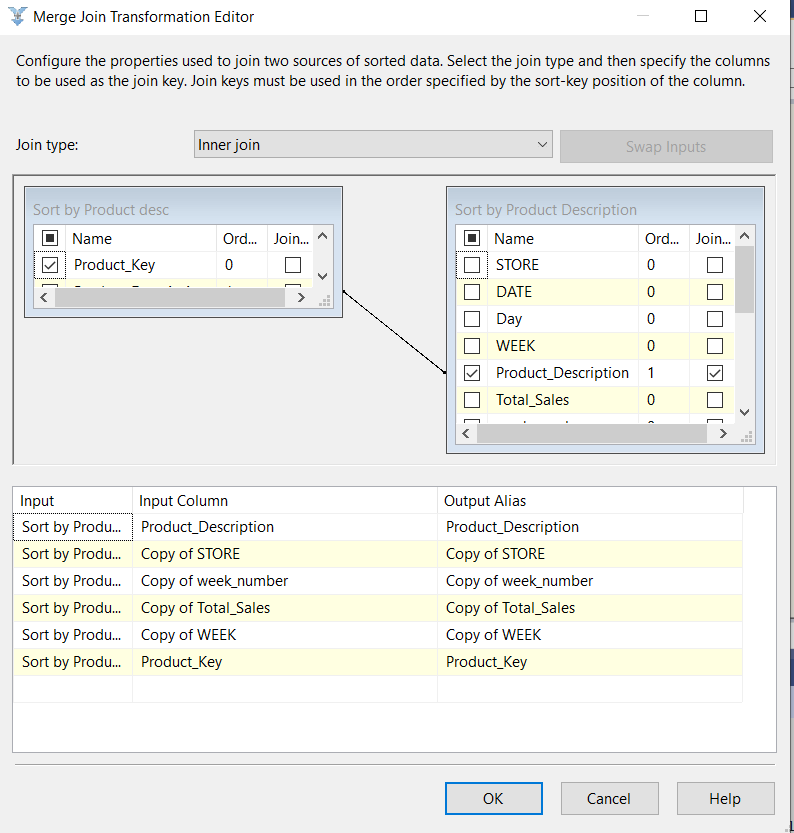 Merge Join Transformation Editor
Configure the properties used to join two sources of sorted data. Select the join type and then specify the columns
to be used as the join key. Join keys must be used in the order specified by the sort-key position of the column.
Join type: Inner join Swap Inputs
Sort by Product desc
Name Ord... Join...
Product_Key 0
Sort by Product Description
Name Ord... Join...
STORE 0
DATE 0
Day 0
WEEK 0
Product_Description 1
Total_Sales 0
Input Input Column Output Alias
Sort by Produ... Product_Description Product_Description
Sort by Produ... Copy of STORE Copy of STORE
Sort by Produ... Copy of week_number Copy of week_number
Sort by Produ... Copy of Total_Sales Copy of Total_Sales
Sort by Produ... Copy of WEEK Copy of WEEK
Sort by Produ... Product_Key Product_Key
OK Cancel Help